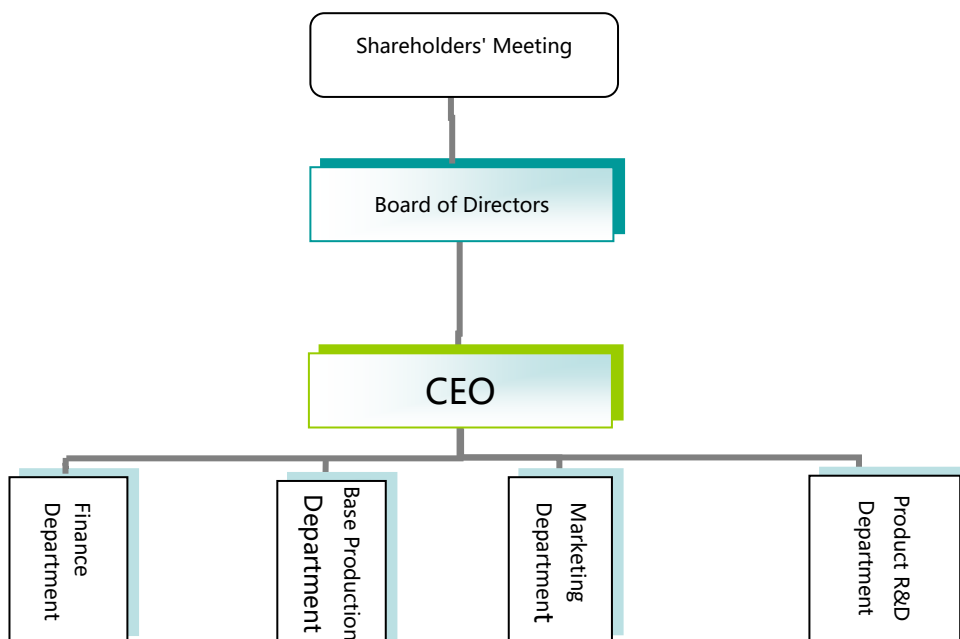 Shareholders' Meeting
Board of Directors
CEO
Finance
Department
Base Production
Department
Marketing
Department
Product R&D
Department